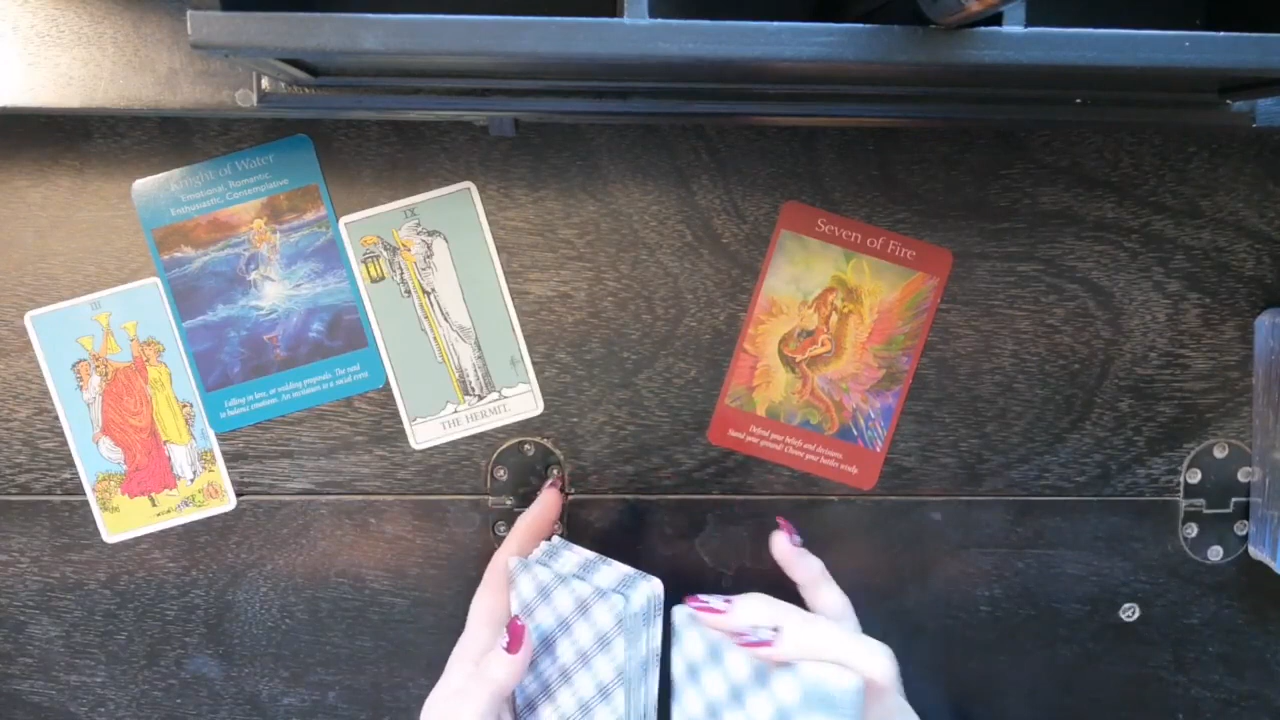 III
Knight of Water
Emotional, Romantic,
Enthusiastic, Contemplative
Falling in love, or wedding proposals. The need
to balance emotions. An invitation to a social event
IX
THE HERMIT.
Seven of Fire
Defend your beliefs and decisions.
Stand your ground! Choose your battles wisely.